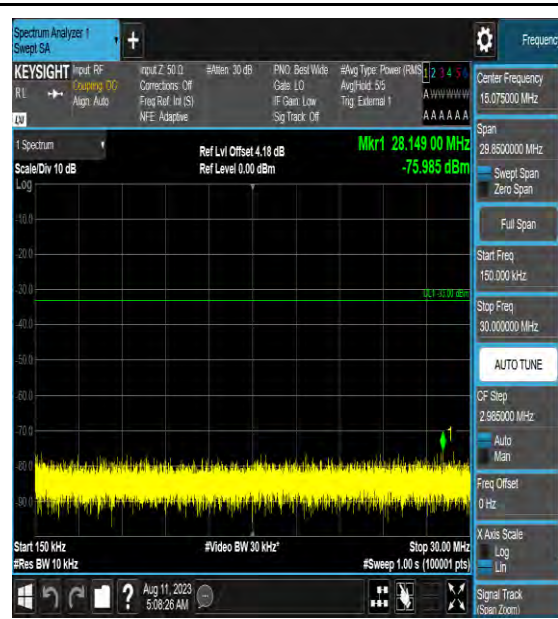 Spectrum Analyzer 1
Swept SA
Frequenc
KEYSIGHT
RL
LW
Input: RF
Coupling: DC
Align: Auto
Input Z: 50 Ω
Corrections: Off
Freq Ref: Int (S)
NFE: Adaptive
#Atten: 30 dB
PNO: Best Wide
Gate: LO
IF Gain: Low
Sig Track: Off
#Avg Type: Power (RMS
Avg|Hold: 5/5
Trig: External 1
1 2 3 4 5 6
A W W W W W
A A A A A A
1 Spectrum
Scale/Div 10 dB
Log
Ref Lvl Offset 4.18 dB
Ref Level 0.00 dBm
Mkr1 28.149 00 MHz
-75.985 dBm
-10.0
-20.0
-30.0
-40.0
-50.0
-60.0
-70.0
-80.0
-90.0
DL1 -33.00 dBm
1
Start 150 kHz
#Res BW 10 kHz
#Video BW 30 kHz*
Stop 30.00 MHz
#Sweep 1.00 s (100001 pts)
Center Frequency
15.075000 MHz
Span
29.8500000 MHz
Swept Span
Zero Span
Full Span
Start Freq
150.000 kHz
Stop Freq
30.000000 MHz
AUTO TUNE
CF Step
2.985000 MHz
Auto
Man
Freq Offset
0 Hz
X Axis Scale
Log
Lin
Signal Track
(Span Zoom)
?
Aug 11, 2023
5:08:26 AM